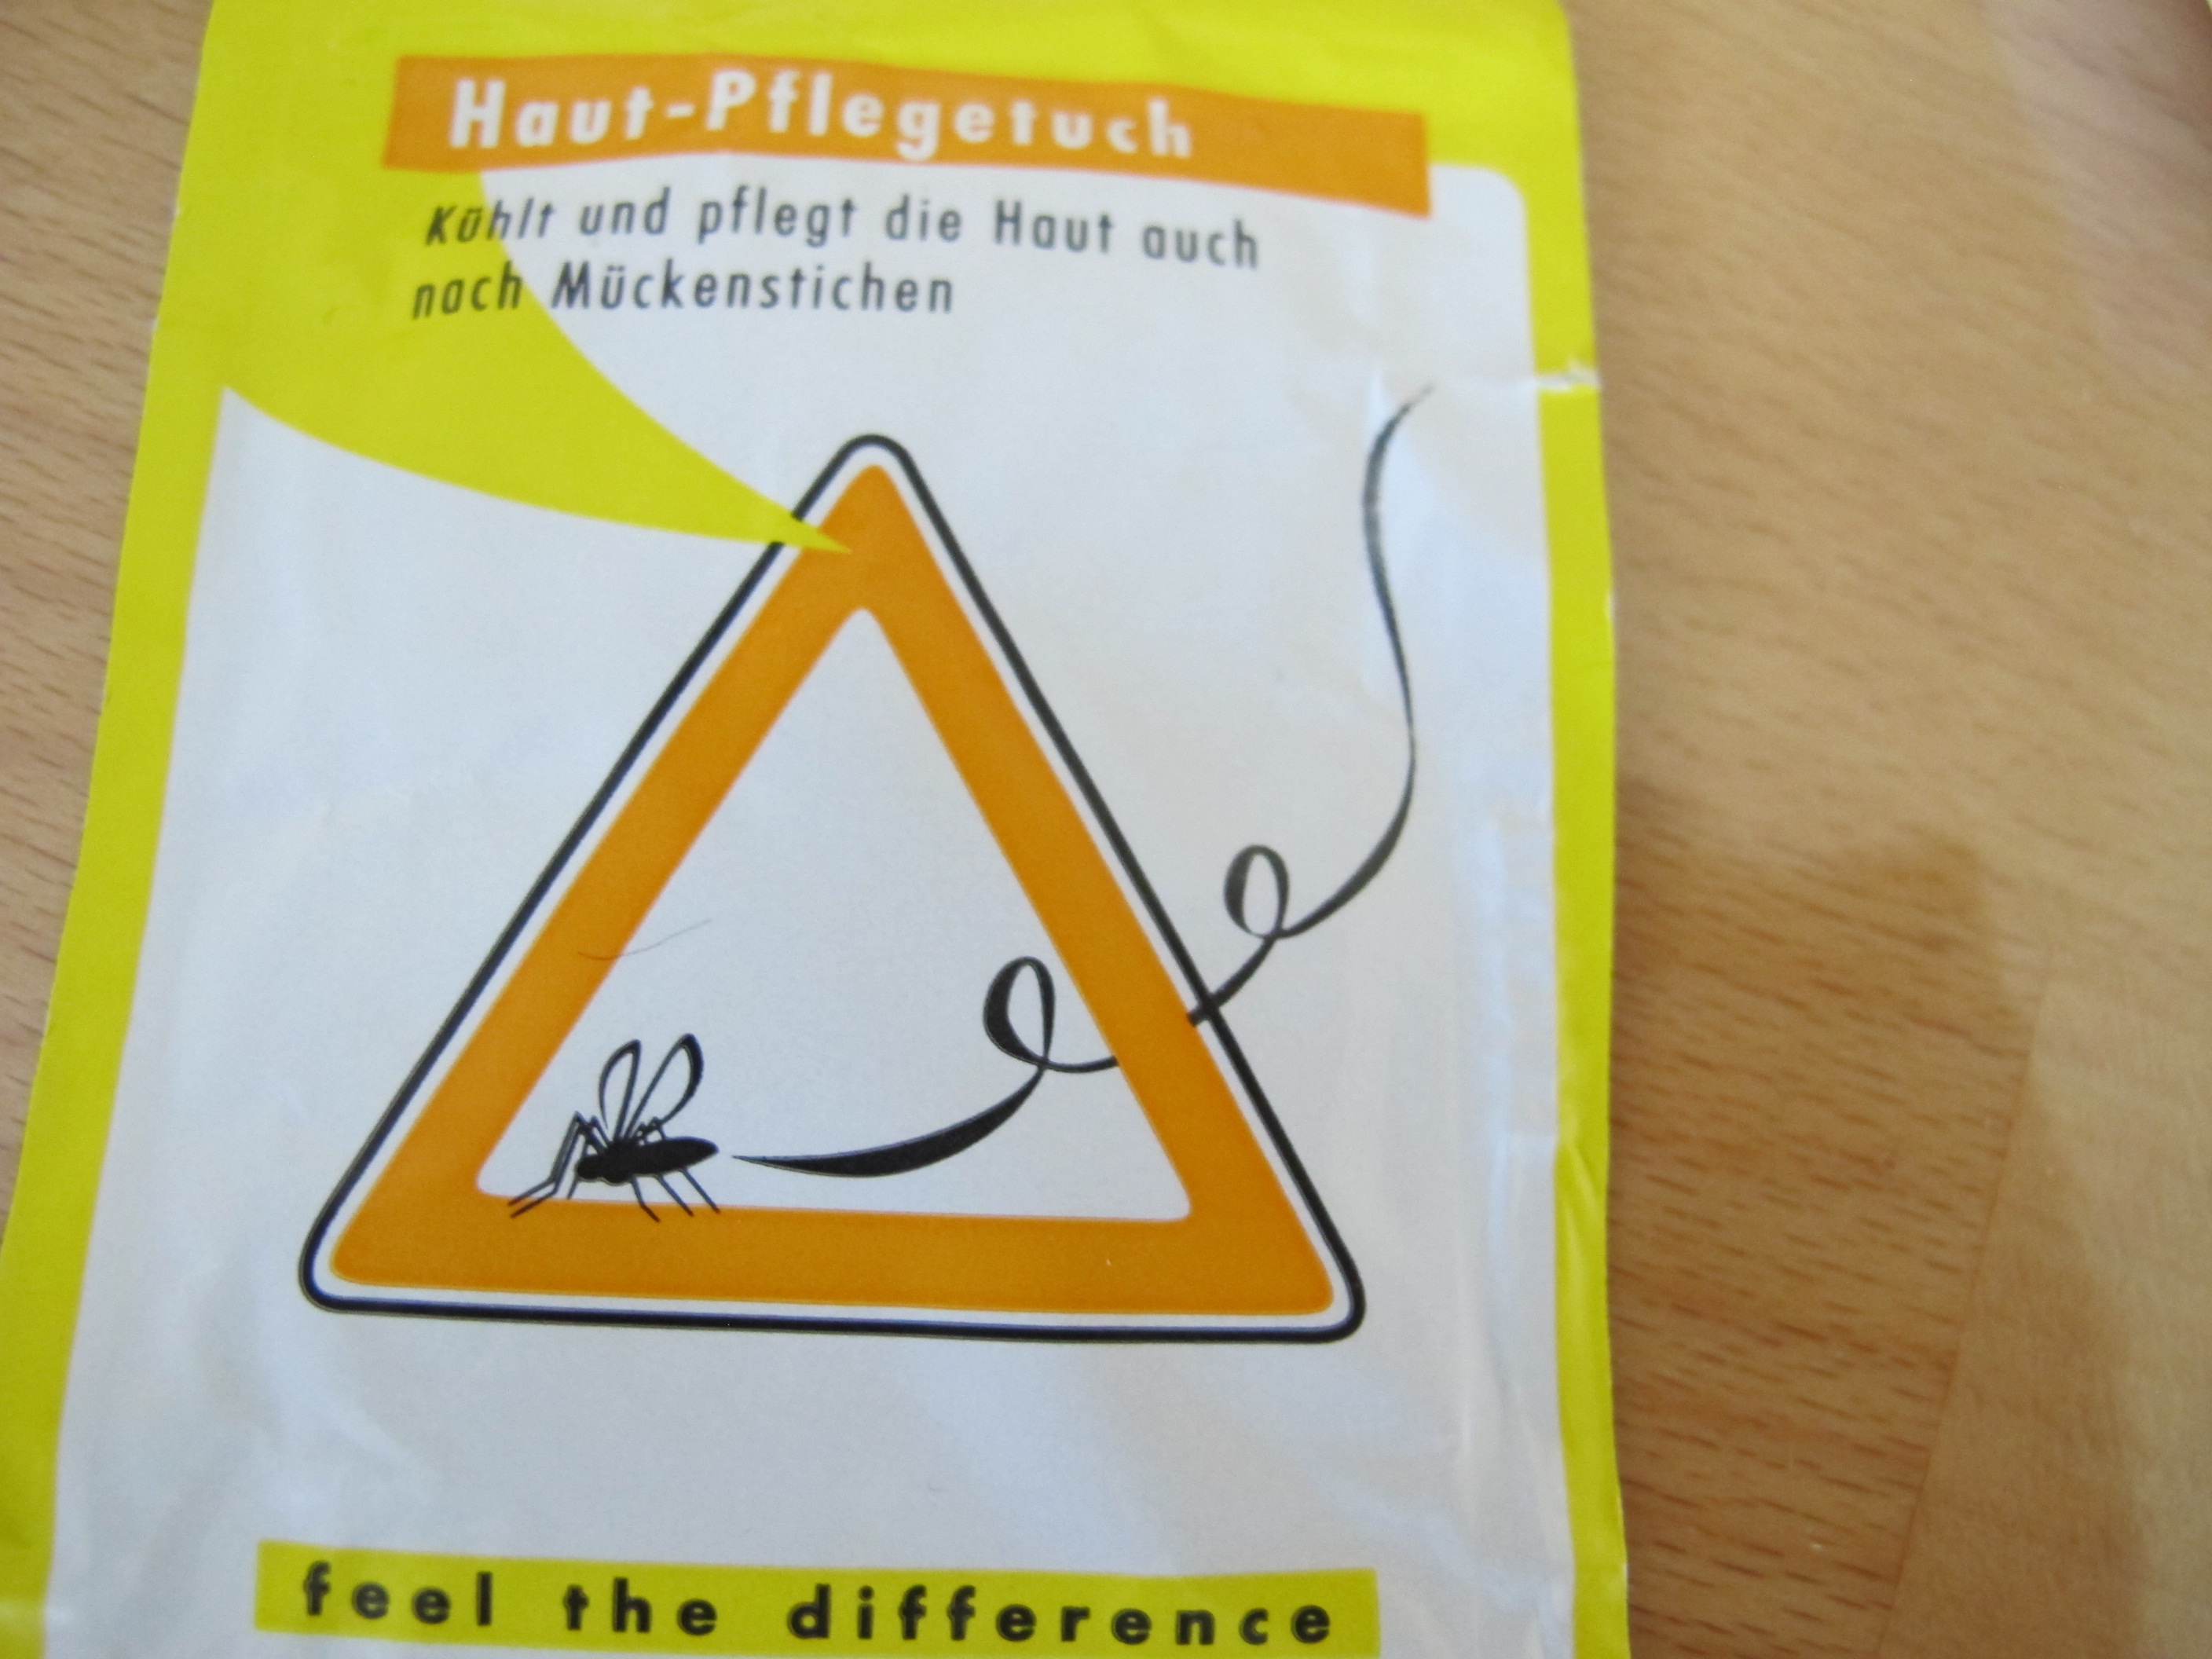 Haut-Pflegetuch
Kühlt und pflegt die Haut auch
nach Mückenstichen
feel the difference